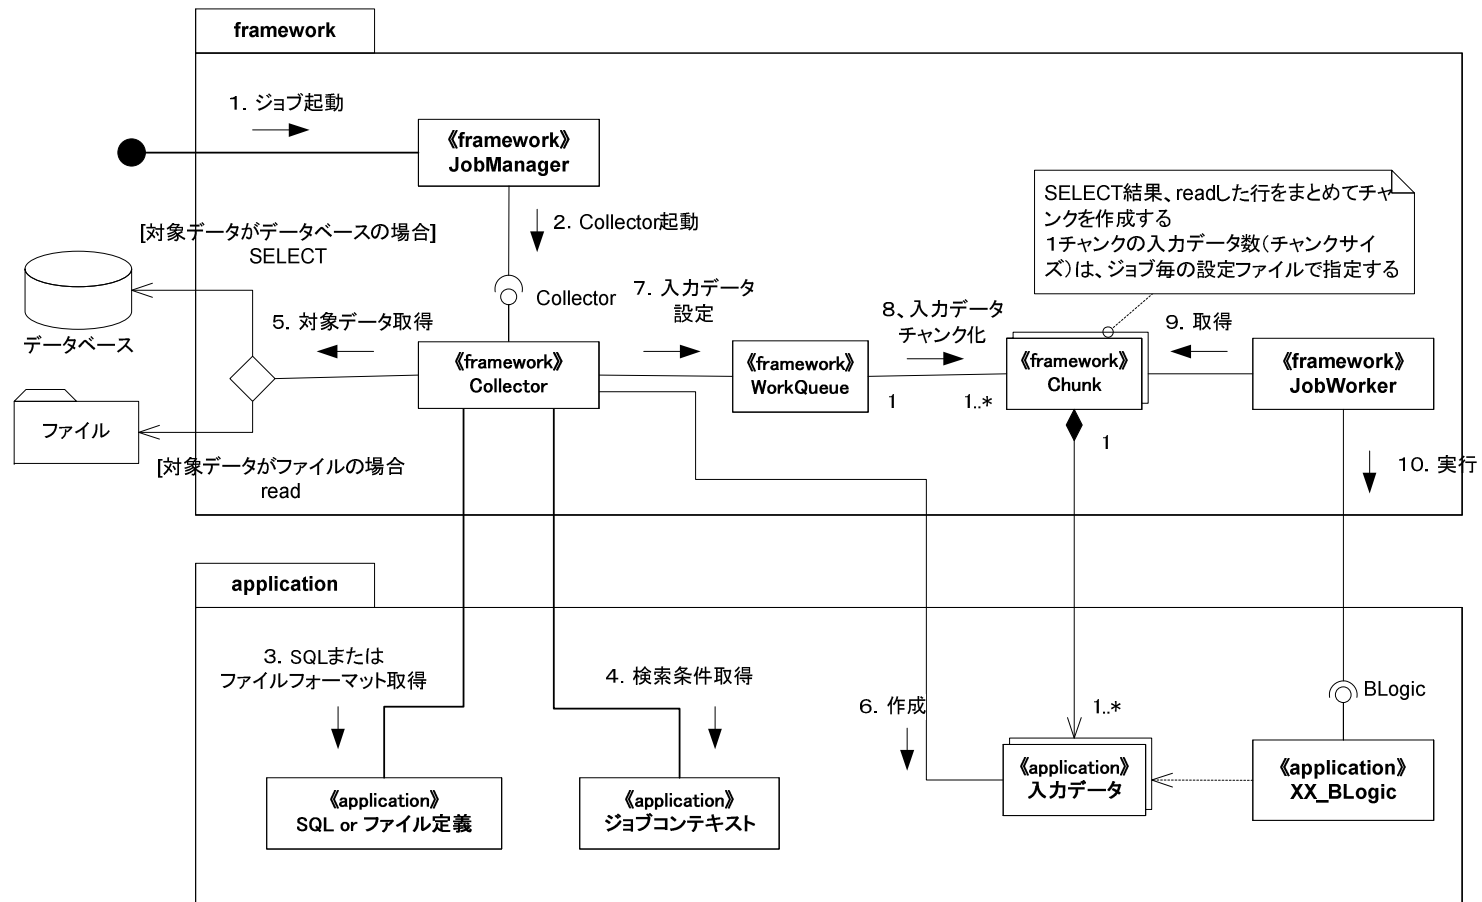 framework
1．ジョブ起動
《framework》
JobManager
SELECT結果、readした行をまとめてチャ
ンクを作成する
１チャンクの入力データ数（チャンクサイ
ズ）は、ジョブ毎の設定ファイルで指定する
2．Collector起動
[対象データがデータベースの場合]
SELECT
Collector
7．入力データ
設定
8、入力データ
チャンク化
9．取得
5．対象データ取得
データベース
《framework》
Collector
《framework》
WorkQueue
《framework》
Chunk
《framework》
JobWorker
1
1..*
ファイル
1
[対象データがファイルの場合
read
10．実行
application
3．SQLまたは
ファイルフォーマット取得
4．検索条件取得
6．作成
1..*
BLogic
《application》
SQL or ファイル定義
《application》
ジョブコンテキスト
《application》
入力データ
《application》
XX_BLogic